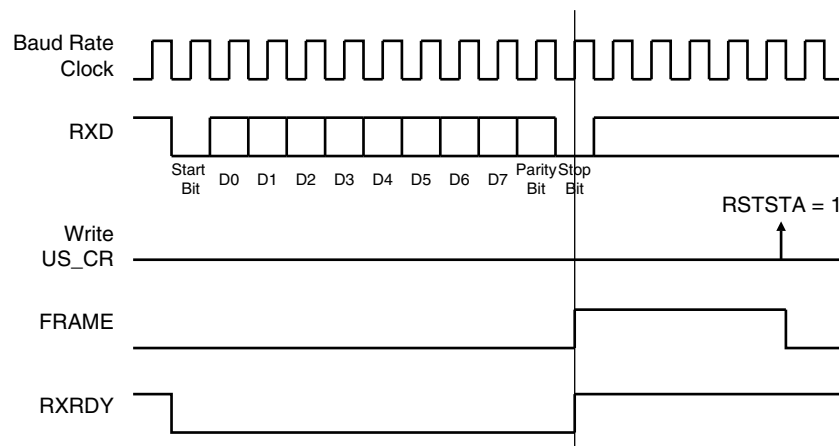 Baud Rate
Clock
RXD
Start
Bit
D0
D1
D2
D3
D4
D5
D6
D7
Parity
Bit
Stop
Bit
RSTSTA = 1
Write
US_CR
FRAME
RXRDY